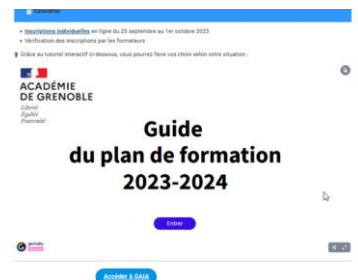 Calendrier
Inscriptions individuelles en ligne du 25 septembre au 1er octobre 2023
Vérification des inscriptions par les formateurs
Grâce au tutoriel interactif ci-dessous, vous pourrez faire vos choix selon votre situation :
ACADÉMIE
DE GRENOBLE
Liberté
Égalité
Fraternité
Guide
du plan de formation
2023-2024
Entrer
genially
Accéder à GAIA